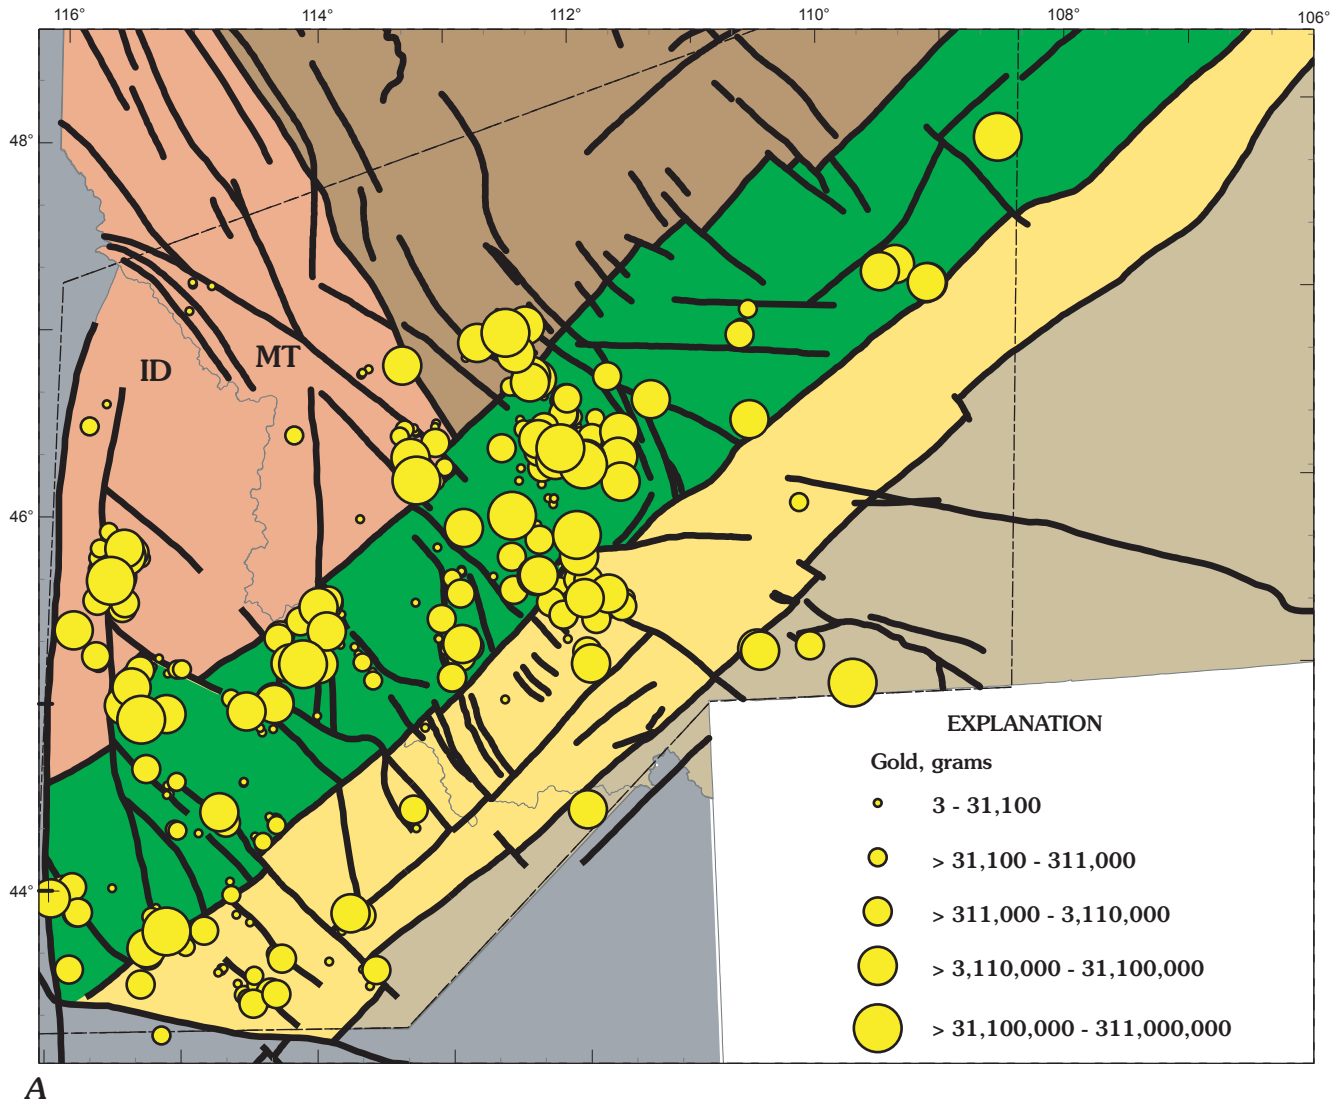 116° 114° 112° 110° 108° 106°
48°
ID MT
46°
EXPLANATION
Gold, grams
3 - 31,100
> 31,100 - 311,000
44°
> 311,000 - 3,110,000
> 3,110,000 - 31,100,000
> 31,100,000 - 311,000,000
A